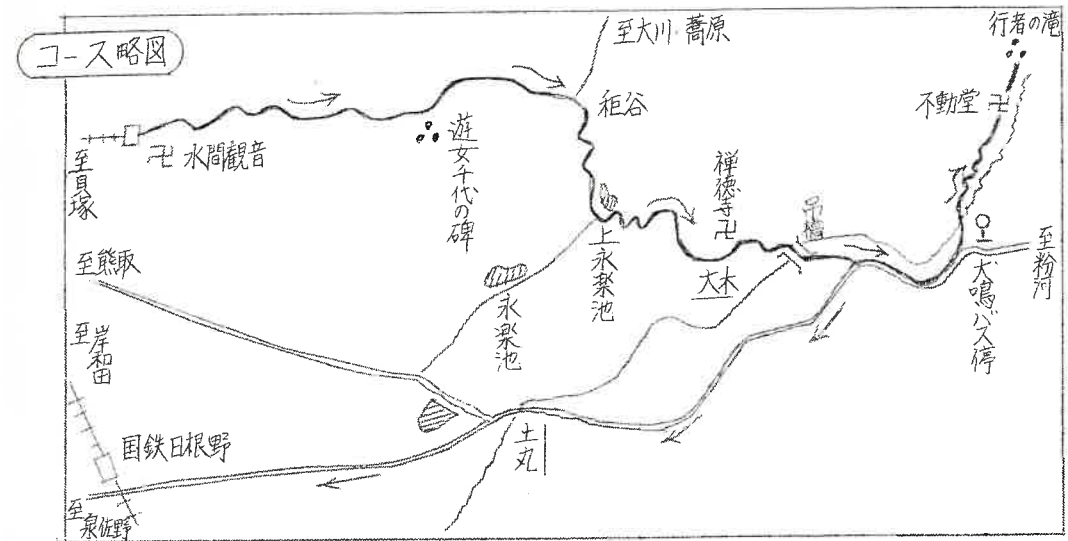 コース略図
至大川・蕎原
行者の滝
不動堂
秬谷
水間観音
至貝塚
遊女千代の碑
禅徳寺
吊橋
上永楽池
大木
犬鳴バス停
至粉河
至熊取
永楽池
至岸和田
国鉄日根野
土丸
至泉佐野